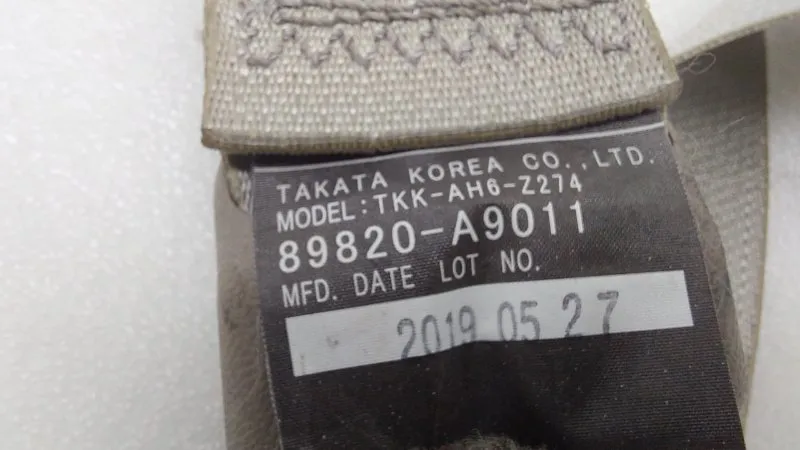 TAKATA KOREA CO.,LTD.
MODEL:TKK-AH6-Z274
89820-A9011
MFD. DATE LOT NO.
2019 05 27